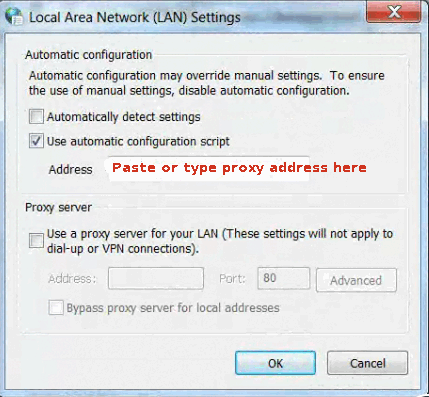 Local Area Network (LAN) Settings
Automatic configuration
Automatic configuration may override manual settings. To ensure
the use of manual settings, disable automatic configuration.
Automatically detect settings
Use automatic configuration script
Address Paste or type proxy address here
Proxy server
Use a proxy server for your LAN (These settings will not apply to
dial-up or VPN connections).
Address: Port: 80 Advanced
Bypass proxy server for local addresses
OK Cancel